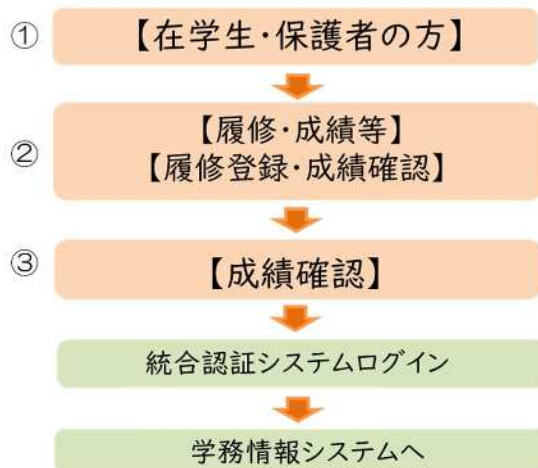 ①
【在学生・保護者の方】
②
【履修・成績等】
【履修登録・成績確認】
③
【成績確認】
統合認証システムログイン
学務情報システムへ